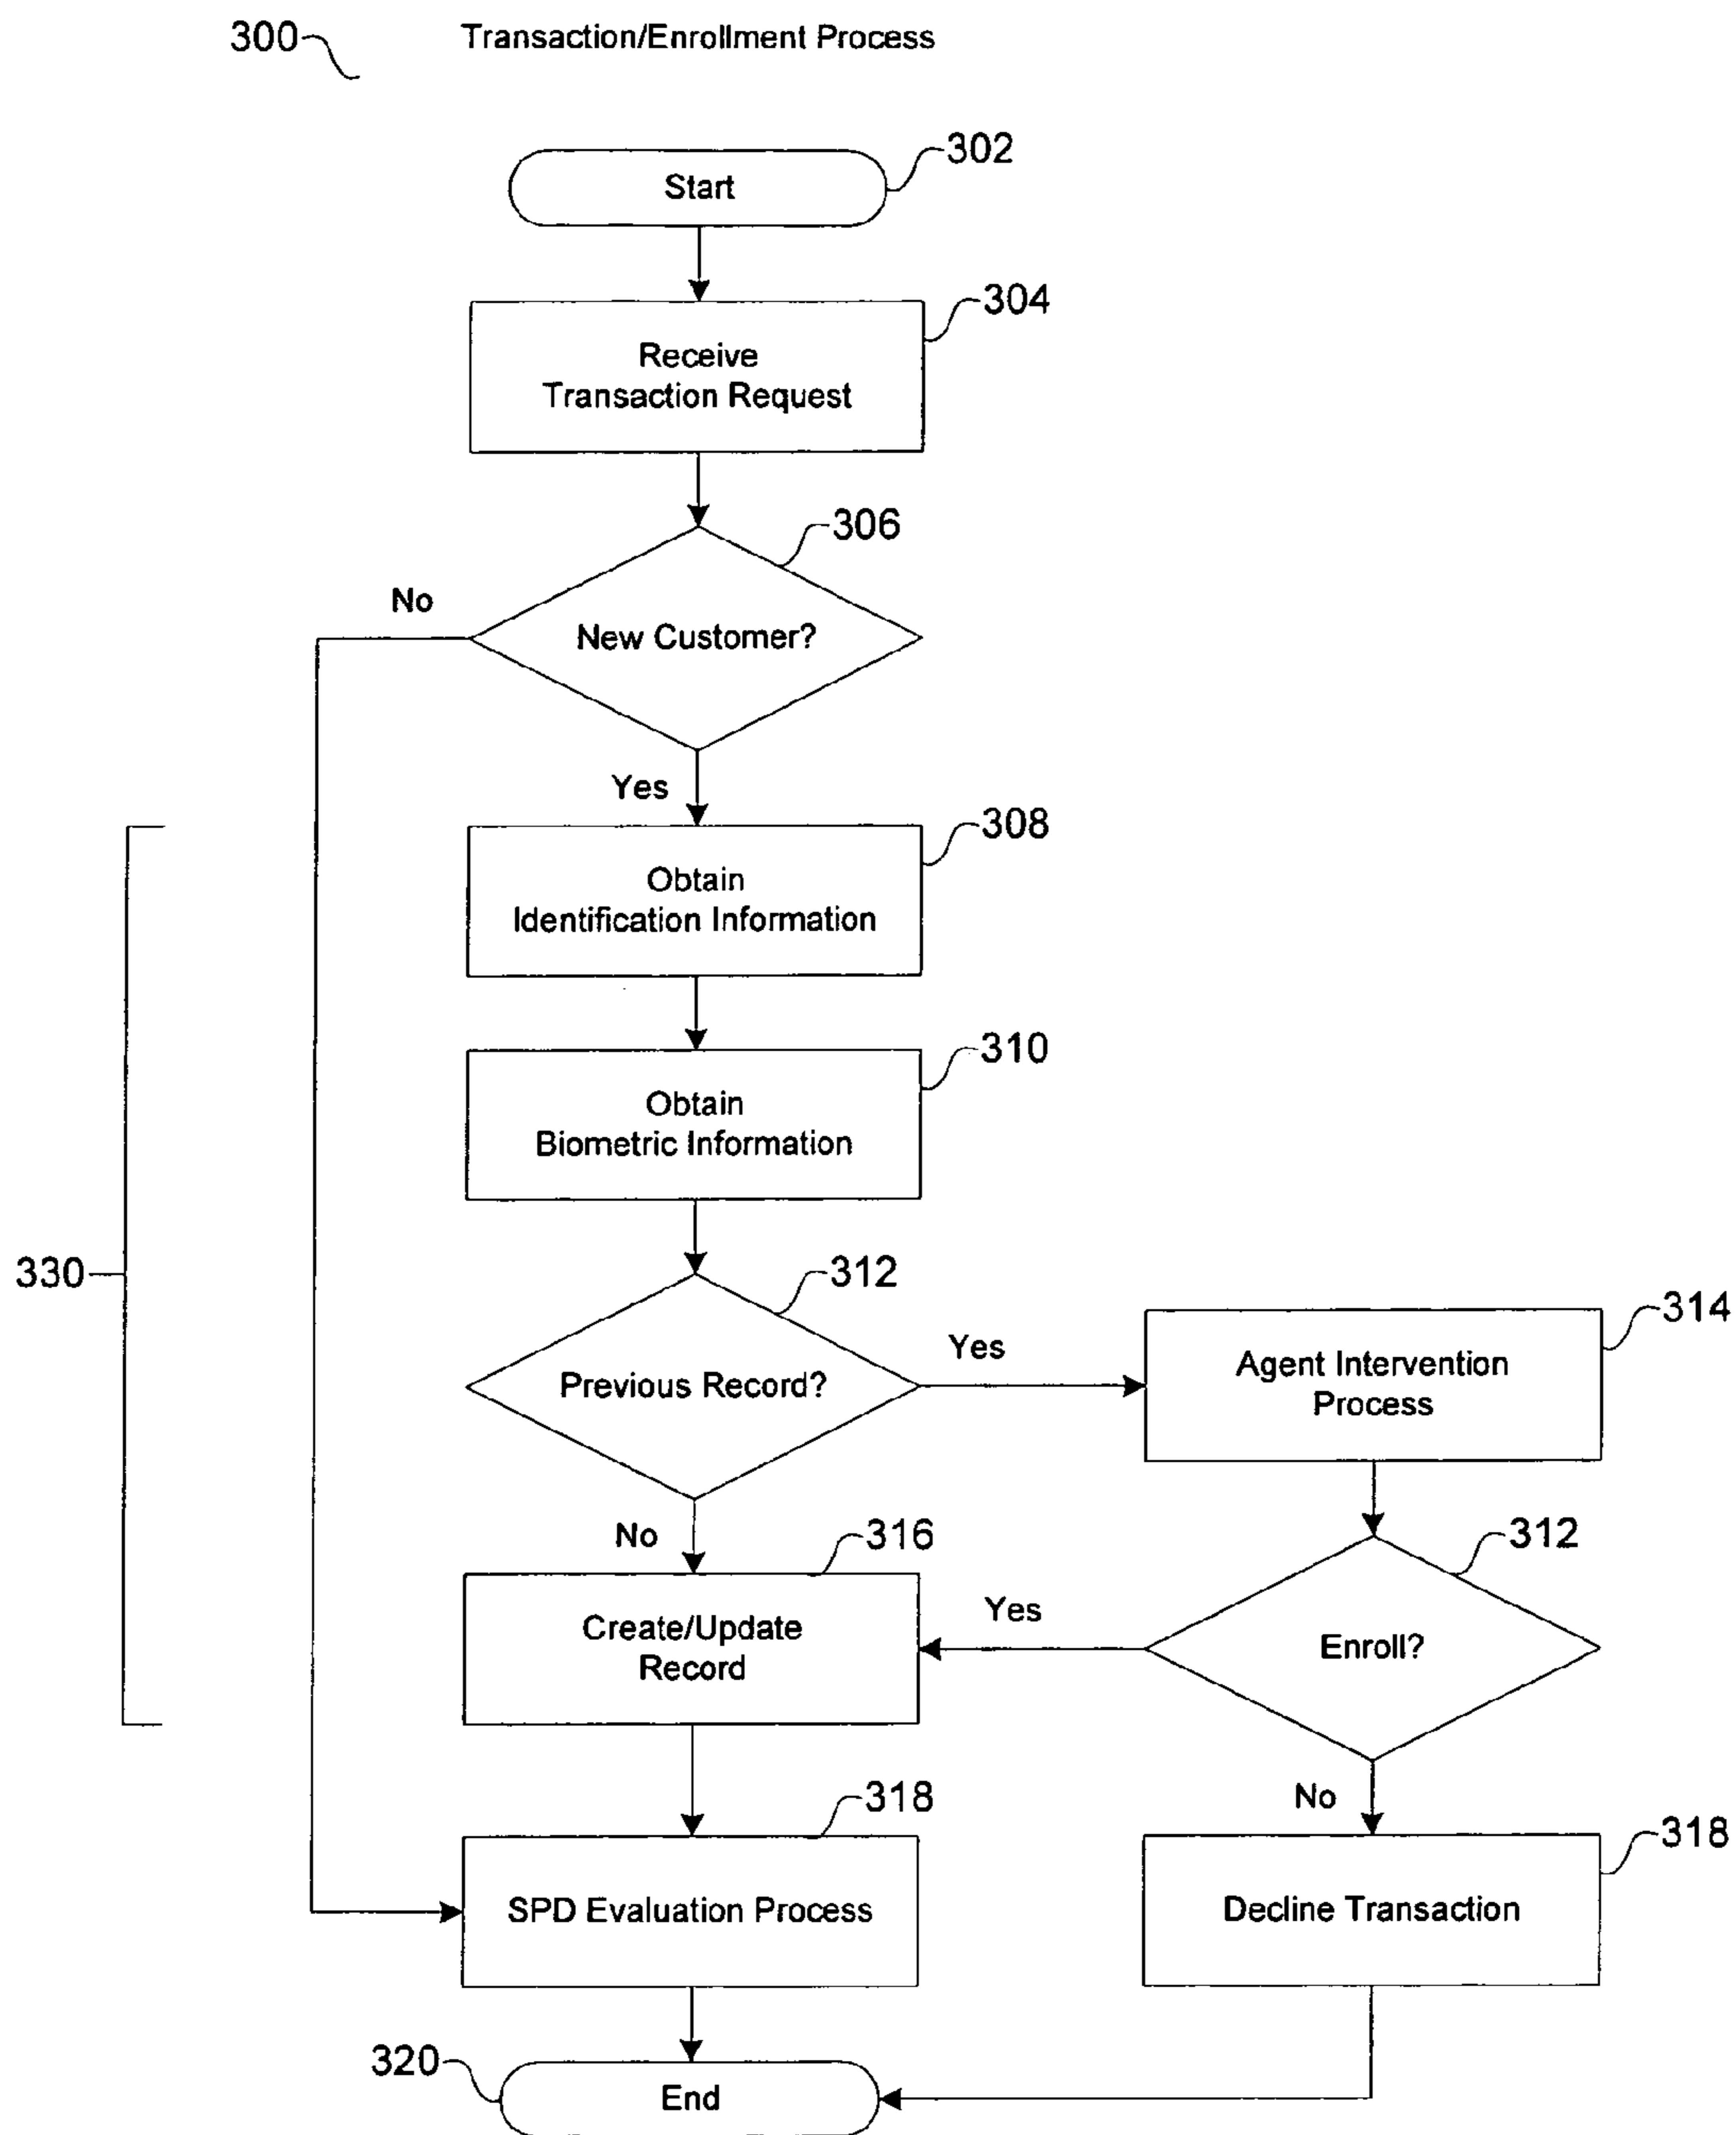 300
Transaction/Enrollment Process
302
Start
304
Receive
Transaction Request
306
No
New Customer?
Yes
308
Obtain
Identification Information
310
Obtain
Biometric Information
330
312
Previous Record?
Yes
314
Agent Intervention
Process
No
316
Create/Update
Record
Yes
312
Enroll?
No
318
SPD Evaluation Process
318
Decline Transaction
320
End